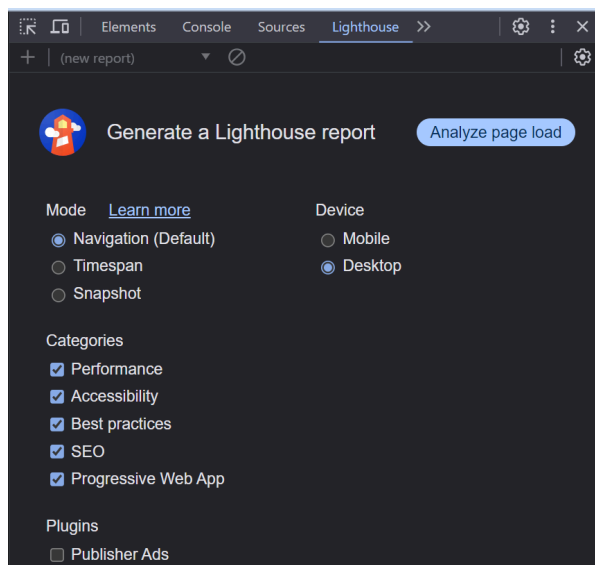 Elements Console Sources Lighthouse >>
(new report)
Generate a Lighthouse report Analyze page load
Mode Learn more Device
Navigation (Default) Mobile
Timespan Desktop
Snapshot
Categories
Performance
Accessibility
Best practices
SEO
Progressive Web App
Plugins
Publisher Ads